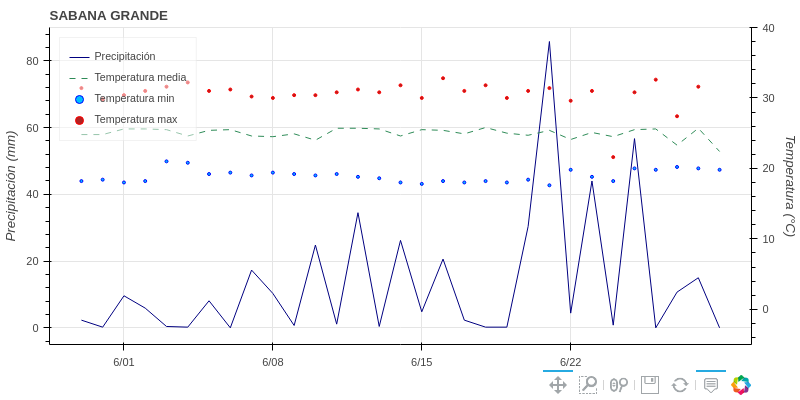 SABANA GRANDE
Precipitación
Temperatura media
Temperatura min
Temperatura max
80
60
40
20
0
Precipitación (mm)
40
30
20
10
0
Temperatura (°C)
6/01
6/08
6/15
6/22